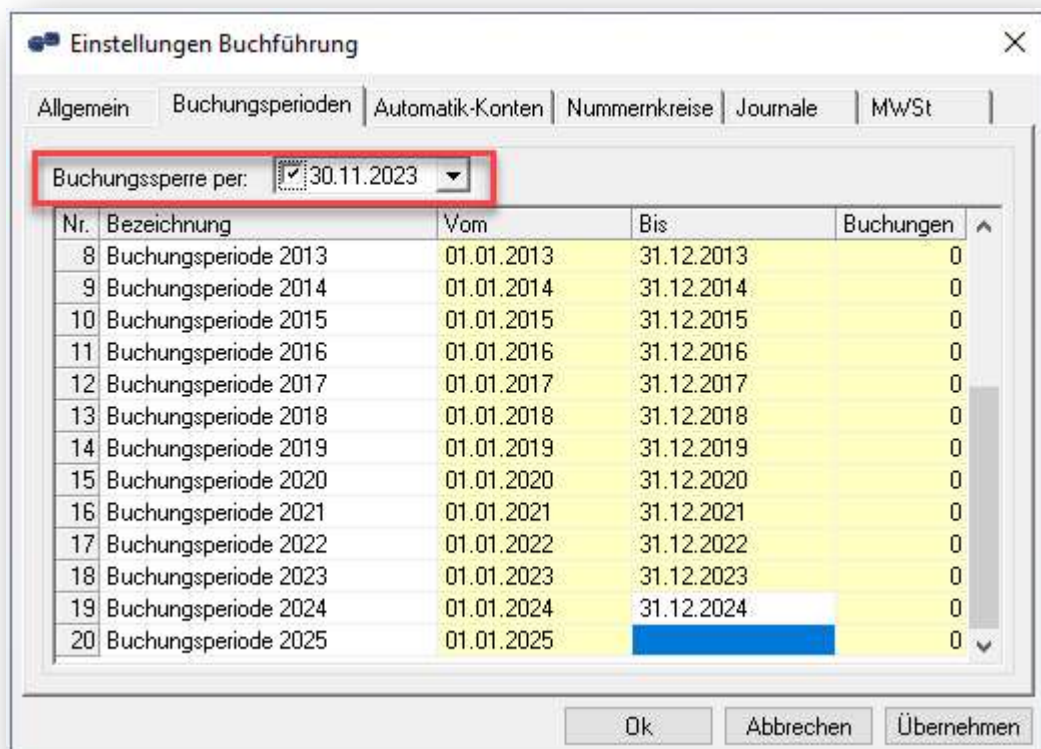 Einstellungen Buchführung
Allgemein Buchungsperioden Automatik-Konten Nummernkreise Journale MWSt
Buchungssperre per: 30.11.2023
Nr. Bezeichnung Vom Bis Buchungen
8 Buchungsperiode 2013 01.01.2013 31.12.2013 0
9 Buchungsperiode 2014 01.01.2014 31.12.2014 0
10 Buchungsperiode 2015 01.01.2015 31.12.2015 0
11 Buchungsperiode 2016 01.01.2016 31.12.2016 0
12 Buchungsperiode 2017 01.01.2017 31.12.2017 0
13 Buchungsperiode 2018 01.01.2018 31.12.2018 0
14 Buchungsperiode 2019 01.01.2019 31.12.2019 0
15 Buchungsperiode 2020 01.01.2020 31.12.2020 0
16 Buchungsperiode 2021 01.01.2021 31.12.2021 0
17 Buchungsperiode 2022 01.01.2022 31.12.2022 0
18 Buchungsperiode 2023 01.01.2023 31.12.2023 0
19 Buchungsperiode 2024 01.01.2024 31.12.2024 0
20 Buchungsperiode 2025 01.01.2025 0
Ok Abbrechen Übernehmen